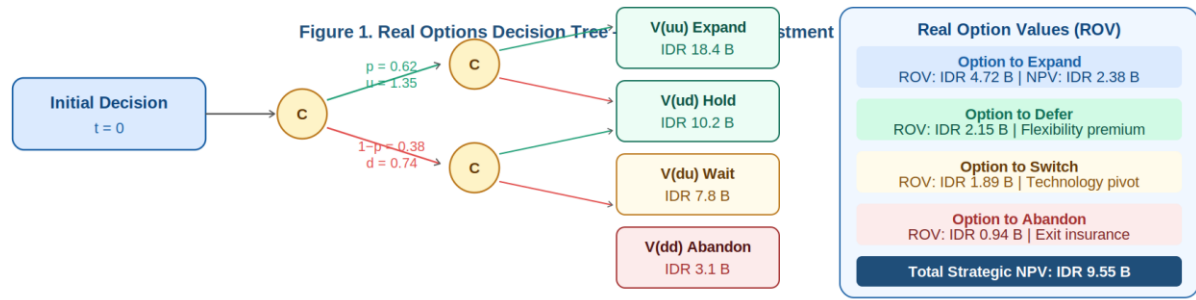 Figure 1. Real Options Decision Tree - stment
Initial Decision
t = 0
C
p = 0.62
u = 1.35
1−p = 0.38
d = 0.74
C
C
V(uu) Expand
IDR 18.4 B
V(ud) Hold
IDR 10.2 B
V(du) Wait
IDR 7.8 B
V(dd) Abandon
IDR 3.1 B
Real Option Values (ROV)
Option to Expand
ROV: IDR 4.72 B | NPV: IDR 2.38 B
Option to Defer
ROV: IDR 2.15 B | Flexibility premium
Option to Switch
ROV: IDR 1.89 B | Technology pivot
Option to Abandon
ROV: IDR 0.94 B | Exit insurance
Total Strategic NPV: IDR 9.55 B